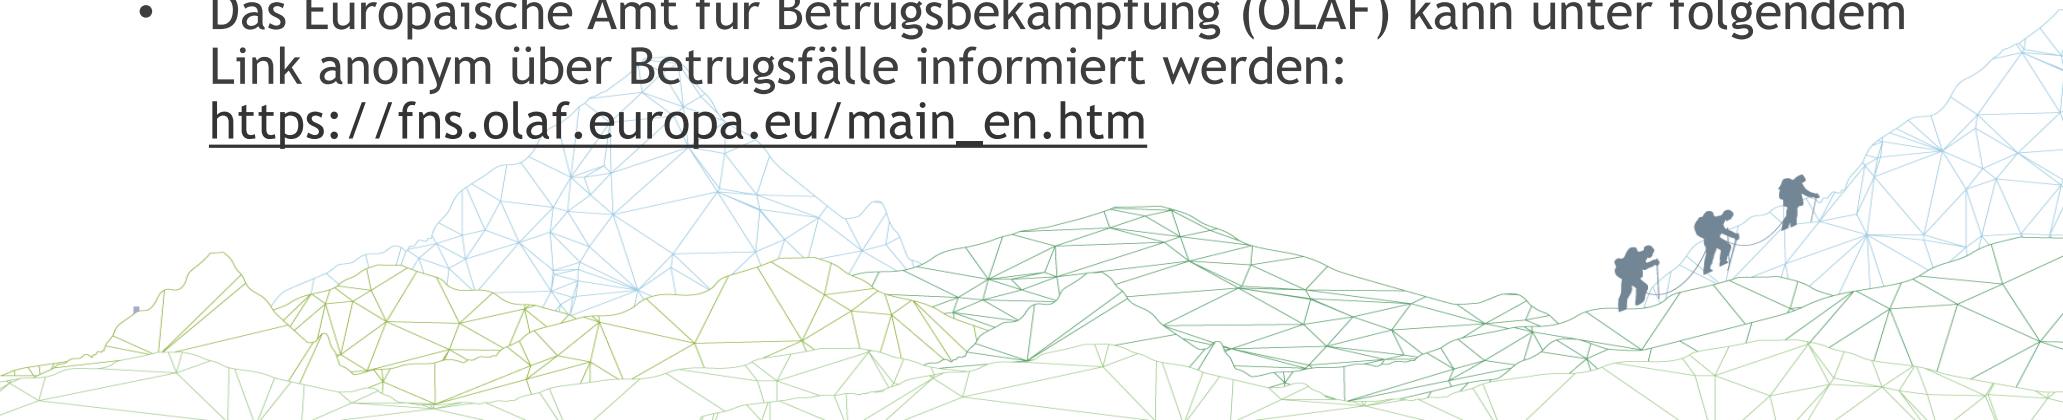 • Das Europäische Amt für Betrugsbekämpfung (OLAF) kann unter folgendem
Link anonym über Betrugsfälle informiert werden:
https://fns.olaf.europa.eu/main_en.htm